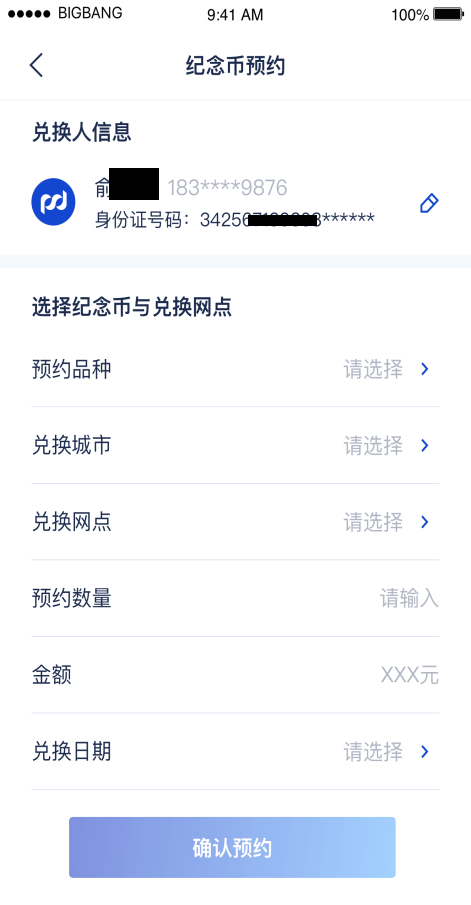 BIGBANG 9:41 AM 100%
纪念币预约
兑换人信息
俞 183****9876
身份证号码：34256******
选择纪念币与兑换网点
预约品种 请选择
兑换城市 请选择
兑换网点 请选择
预约数量 请输入
金额 XXX元
兑换日期 请选择
确认预约